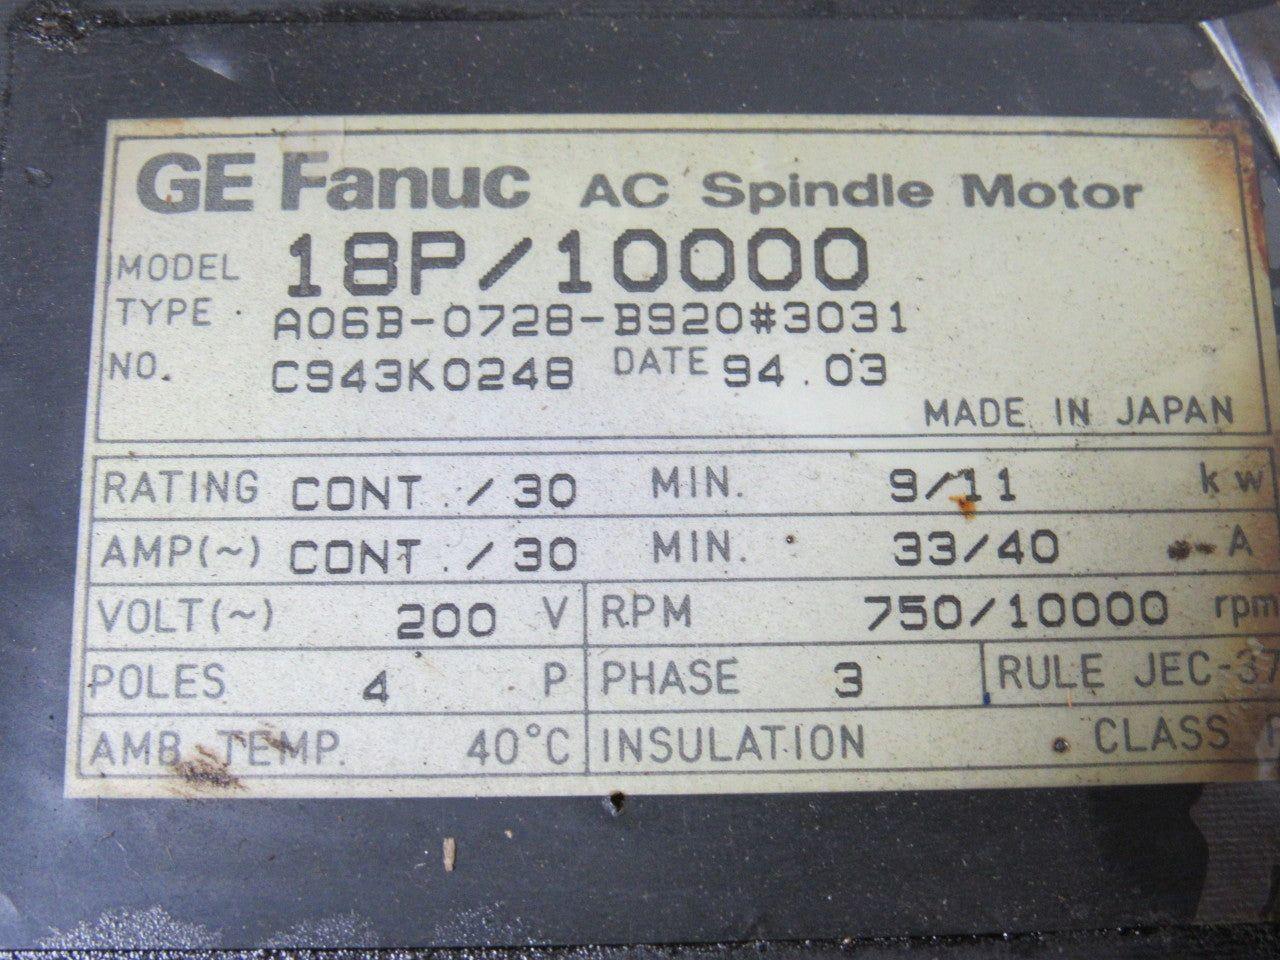 GE Fanuc AC Spindle Motor
MODEL 18P/10000
TYPE A06B-0728-B920#3031
NO. C943K0248 DATE 94.03
MADE IN JAPAN
RATING CONT./30 MIN. 9/11 kw
AMP(~) CONT./30 MIN. 33/40 A
VOLT(~) 200 V RPM 750/10000 rpm
POLES 4 P PHASE 3 RULE JEC-37
AMB TEMP. 40°C INSULATION CLASS